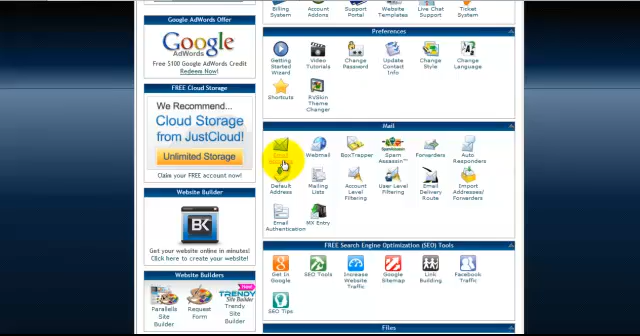 Billing
System
Account
Addons
Support
Portal
Website
Templates
Live Chat
Support
Ticket
System
Google AdWords Offer
Google
AdWords
Free $100 Google AdWords Credit
Redeem Now!
FREE Cloud Storage
We Recommend...
Cloud Storage
from JustCloud!
Unlimited Storage
Claim your FREE account now!
Website Builder
BK
Get your website online in minutes!
Click here to create your website!
Website Builders
Parallels
Site
Builder
Request
Form
New
TRENDY
Site Builder
Trendy
Site
Builder
Preferences
Getting
Started
Wizard
Video
Tutorials
Change
Password
Update
Contact
Info
Change
Style
Change
Language
Shortcuts
RVSkin
Theme
Changer
Mail
Email
Webmail
BoxTrapper
SpamAssassin
Spam
Assassin™
Forwarders
Auto
Responders
Default
Address
Mailing
Lists
Account
Level
Filtering
User Level
Filtering
Email
Delivery
Route
Import
Addresses/
Forwarders
Email
Authentication
MX Entry
FREE Search Engine Optimization (SEO) Tools
Get In
Google
SEO Tools
Increase
Website
Traffic
Google
Sitemap
Link
Building
Facebook
Traffic
SEO Tips
Files